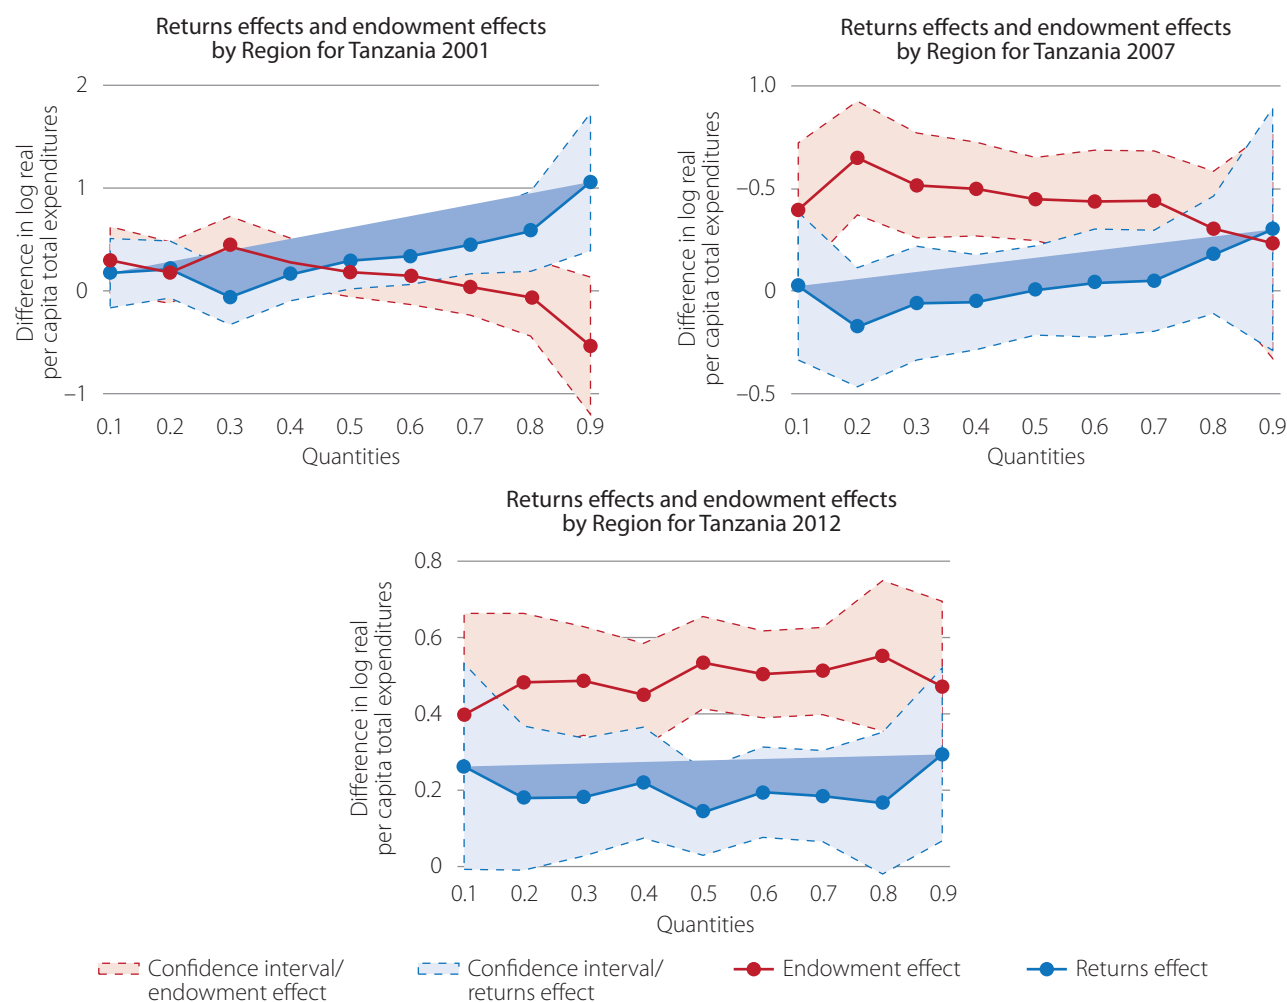 Returns effects and endowment effects
by Region for Tanzania 2001
Difference in log real
per capita total expenditures
2
1
0
−1
0.1 0.2 0.3 0.4 0.5 0.6 0.7 0.8 0.9
Quantities
Returns effects and endowment effects
by Region for Tanzania 2007
Difference in log real
per capita total expenditures
1.0
−0.5
0
−0.5
0.1 0.2 0.3 0.4 0.5 0.6 0.7 0.8 0.9
Quantities
Returns effects and endowment effects
by Region for Tanzania 2012
Difference in log real
per capita total expenditures
0.8
0.6
0.4
0.2
0
0.1 0.2 0.3 0.4 0.5 0.6 0.7 0.8 0.9
Quantities
Confidence interval/
endowment effect
Confidence interval/
returns effect
Endowment effect
Returns effect